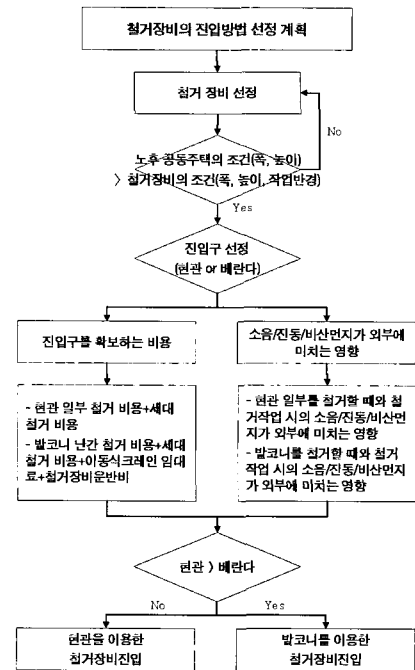 철거장비의 진입방법 선정 계획
철거 장비 선정
No
노후 공동주택의 조건(폭, 높이)
> 철거장비의 조건(폭, 높이, 작업반경)
Yes
진입구 선정
(현관 or 베란다)
진입구를 확보하는 비용
소음/진동/비산먼지가 외부에
미치는 영향
- 현관 일부 철거 비용+세대
철거 비용
- 발코니 난간 철거 비용+세대
철거 비용+이동식크레인 임대
료+철거장비운반비
- 현관 일부를 철거할 때와 철
거작업 시의 소음/진동/비산먼
지가 외부에 미치는 영향
- 발코니를 철거할 때와 철거
작업 시의 소음/진동/비산먼지
가 외부에 미치는 영향
현관 > 베란다
No
Yes
현관을 이용한
철거장비진입
발코니를 이용한
철거장비진입